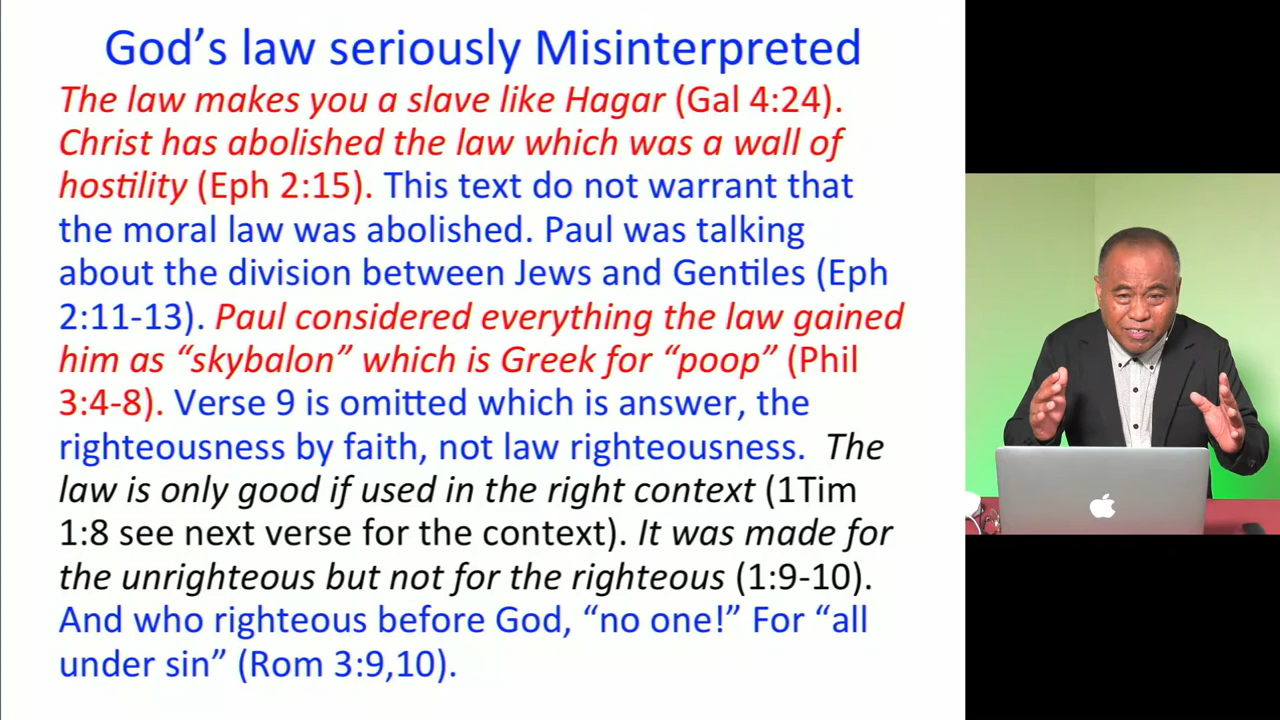 God's law seriously Misinterpreted
The law makes you a slave like Hagar (Gal 4:24).
Christ has abolished the law which was a wall of
hostility (Eph 2:15). This text do not warrant that
the moral law was abolished. Paul was talking
about the division between Jews and Gentiles (Eph
2:11-13). Paul considered everything the law gained
him as “skybalon” which is Greek for “poop” (Phil
3:4-8). Verse 9 is omitted which is answer, the
righteousness by faith, not law righteousness. The
law is only good if used in the right context (1Tim
1:8 see next verse for the context). It was made for
the unrighteous but not for the righteous (1:9-10).
And who righteous before God, “no one!” For “all
under sin” (Rom 3:9,10).